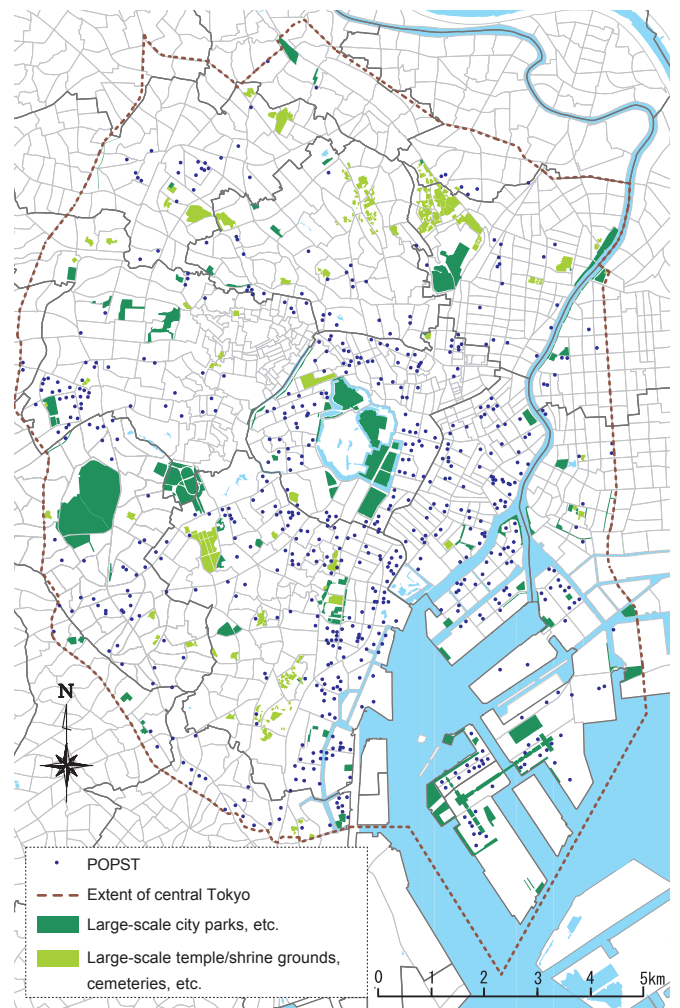 N
POPST
Extent of central Tokyo
Large-scale city parks, etc.
Large-scale temple/shrine grounds,
cemeteries, etc.
0 1 2 3 4 5km